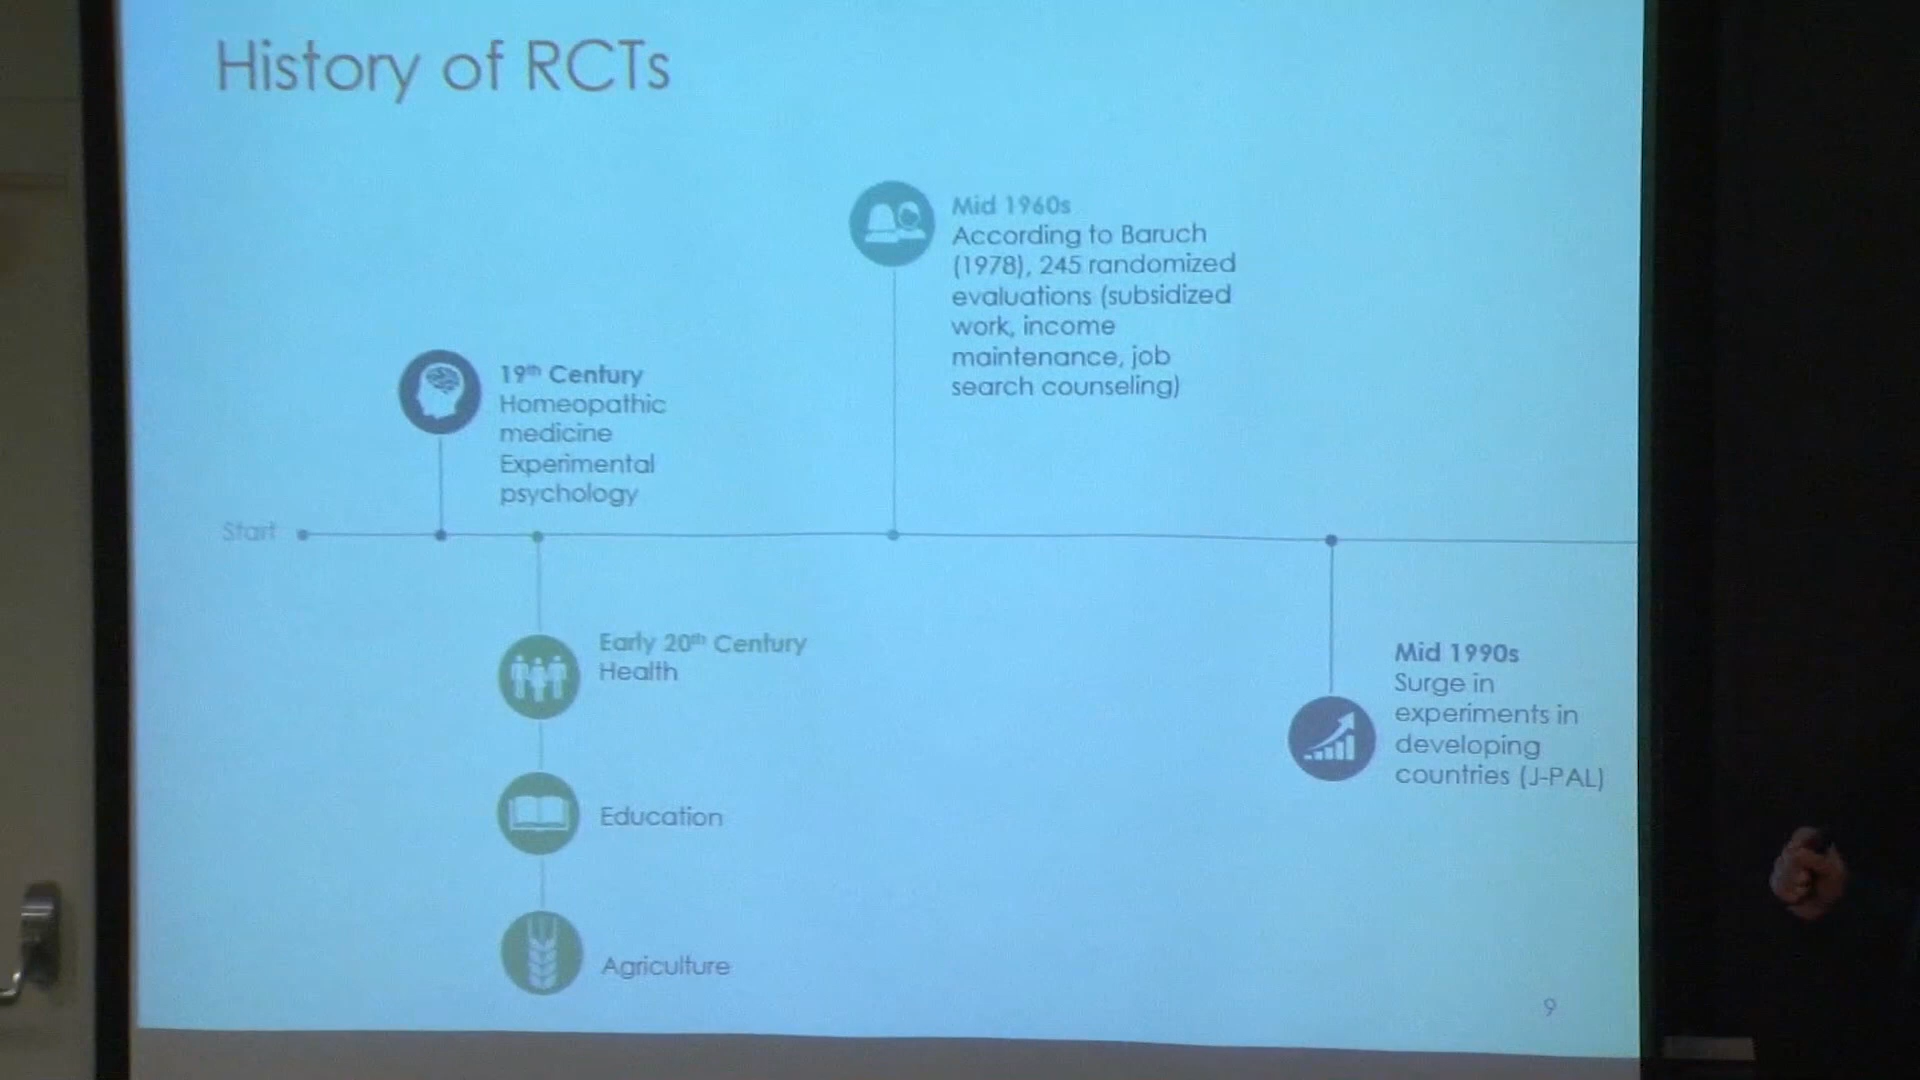 History of RCTs
Mid 1960s
According to Baruch
(1978), 245 randomized
evaluations (subsidized
work, income
maintenance, job
search counseling)
19th Century
Homeopathic
medicine
Experimental
psychology
Start
Early 20th Century
Health
Education
Agriculture
Mid 1990s
Surge in
experiments in
developing
countries (J-PAL)
9